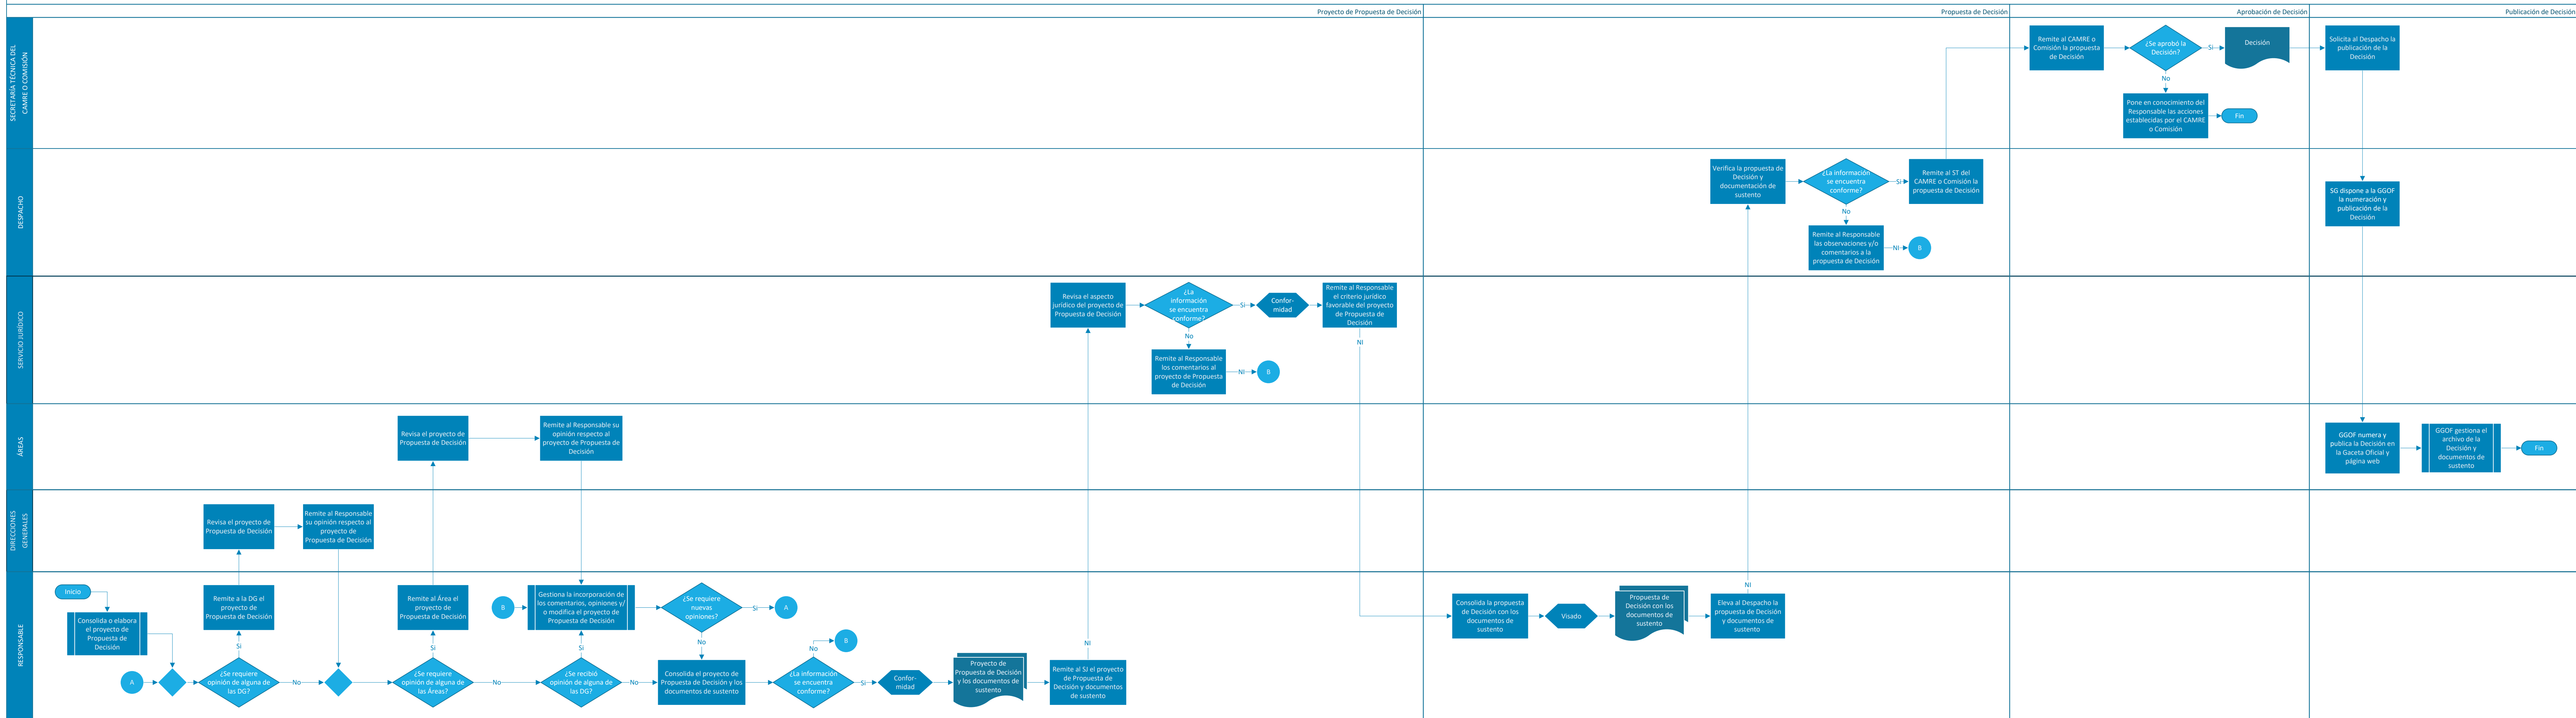 Proyecto de Propuesta de Decisión
Propuesta de Decisión
Aprobación de Decisión
Publicación de Decisión
SECRETARÍA TÉCNICA DEL
CAMRE O COMISIÓN
Remite al CAMRE o
Comisión la propuesta
de Decisión
¿Se aprobó la
Decisión?
Si
Decisión
No
Pone en conocimiento del
Responsable las acciones
establecidas por el CAMRE
o Comisión
Fin
Solicita al Despacho la
publicación de la
Decisión
DESPACHO
Verifica la propuesta de
Decisión y
documentación de
sustento
¿La información
se encuentra
conforme?
Si
Remite al ST del
CAMRE o Comisión la
propuesta de Decisión
No
Remite al Responsable
las observaciones y/o
comentarios a la
propuesta de Decisión
NI
B
SG dispone a la GGOF
la numeración y
publicación de la
Decisión
SERVICIO JURÍDICO
Revisa el aspecto
jurídico del proyecto de
Propuesta de Decisión
¿La
información
se encuentra
conforme?
Si
Confor-
midad
Remite al Responsable
el criterio jurídico
favorable del proyecto
de Propuesta de
Decisión
NI
No
Remite al Responsable
los comentarios al
proyecto de Propuesta
de Decisión
NI
B
ÁREAS
Revisa el proyecto de
Propuesta de Decisión
Remite al Responsable su
opinión respecto al
proyecto de Propuesta de
Decisión
GGOF numera y
publica la Decisión en
la Gaceta Oficial y
página web
GGOF gestiona el
archivo de la
Decisión y
documentos de
sustento
Fin
DIRECCIONES
GENERALES
Revisa el proyecto de
Propuesta de Decisión
Remite al Responsable
su opinión respecto al
proyecto de
Propuesta de Decisión
RESPONSABLE
Inicio
Consolida o elabora
el proyecto de
Propuesta de
Decisión
A
Remite a la DG el
proyecto de
Propuesta de Decisión
Si
¿Se requiere
opinión de alguna de
las DG?
No
Remite al Área el
proyecto de
Propuesta de Decisión
Si
¿Se requiere
opinión de alguna de
las Áreas?
No
B
Gestiona la incorporación de
los comentarios, opiniones y/
o modifica el proyecto de
Propuesta de Decisión
Si
¿Se recibió
opinión de alguna de
las DG?
No
¿Se requiere
nuevas
opiniones?
Si
A
No
Consolida el proyecto de
Propuesta de Decisión y los
documentos de sustento
¿La información
se encuentra
conforme?
No
B
Si
Confor-
midad
Proyecto de
Propuesta de Decisión
y los documentos de
sustento
NI
Remite al SJ el proyecto
de Propuesta de
Decisión y documentos
de sustento
Consolida la propuesta
de Decisión con los
documentos de
sustento
Visado
Propuesta de
Decisión con los
documentos de
sustento
NI
Eleva al Despacho la
propuesta de Decisión
y documentos de
sustento